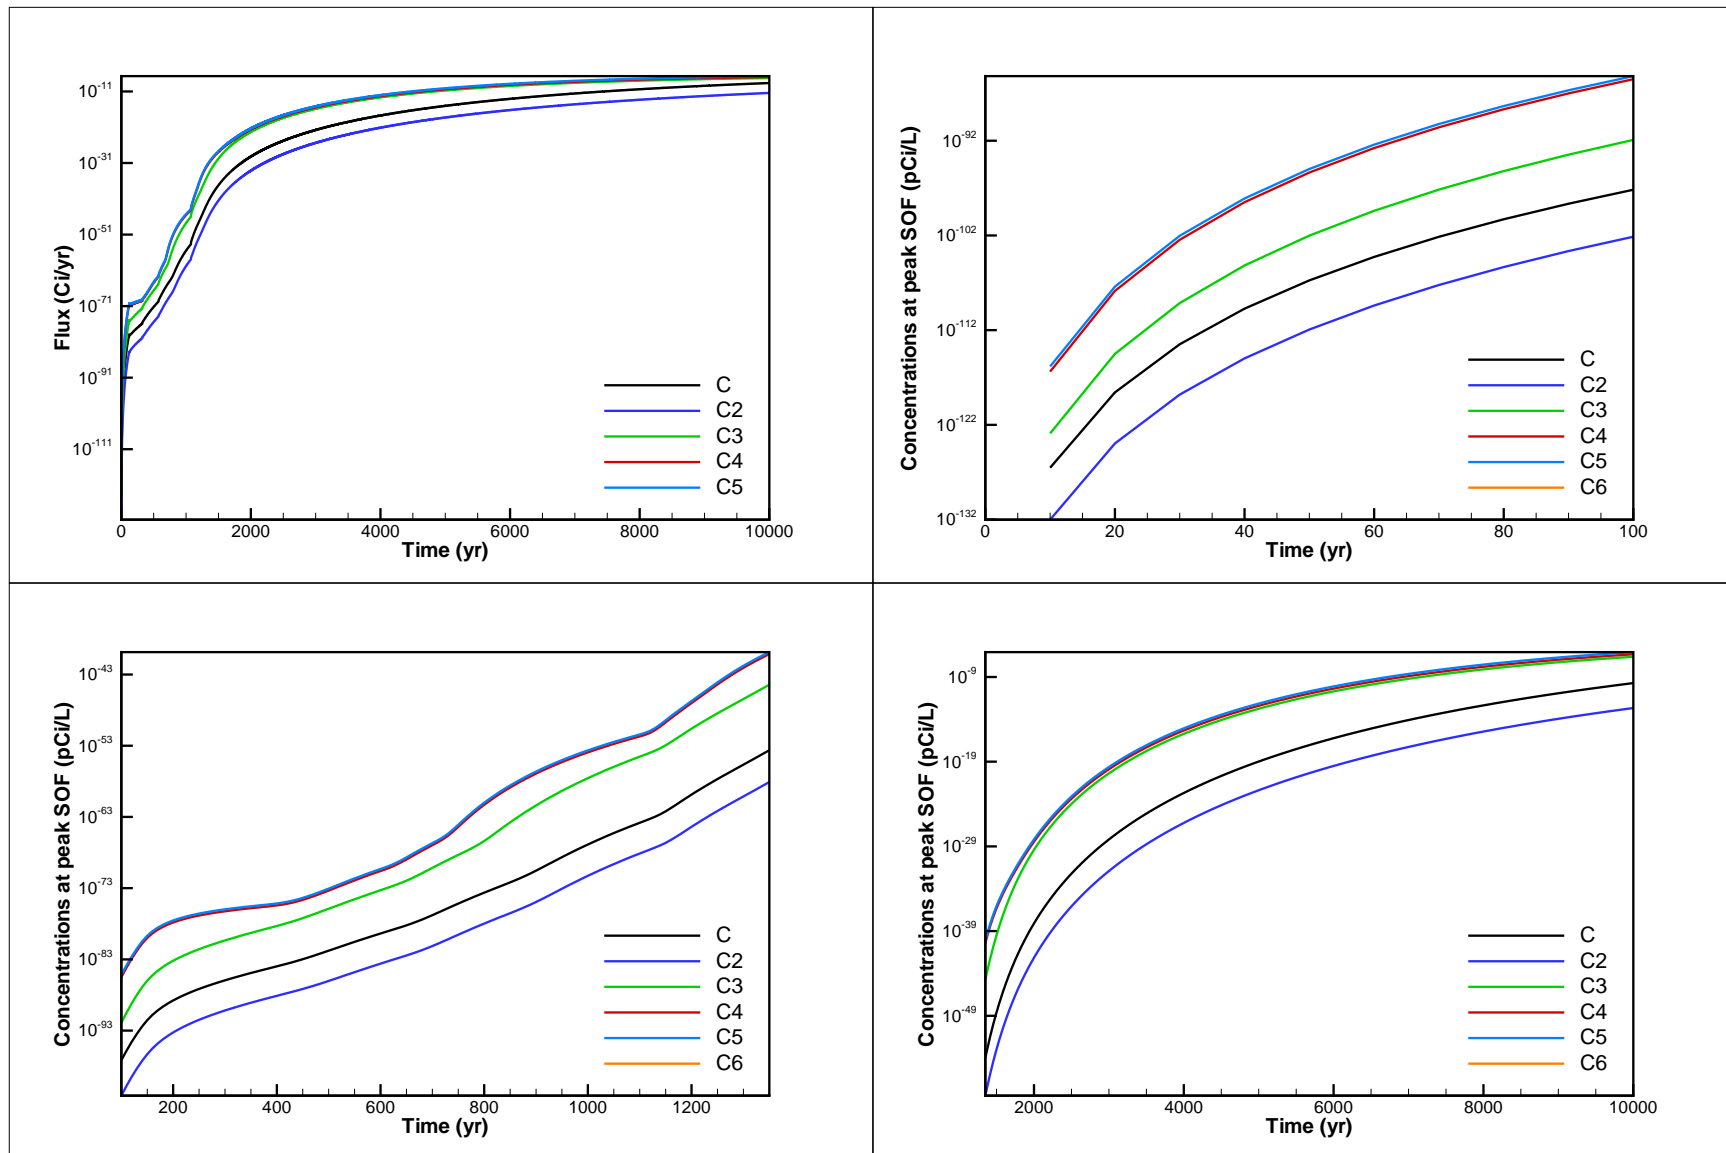 Flux (Ci/yr)
10^-11
10^-31
10^-51
10^-71
10^-91
10^-111
0 2000 4000 6000 8000 10000
Time (yr)
C
C2
C3
C4
C5
Concentrations at peak SOF (pCi/L)
10^-92
10^-102
10^-112
10^-122
10^-132
0 20 40 60 80 100
Time (yr)
C
C2
C3
C4
C5
C6
Concentrations at peak SOF (pCi/L)
10^-43
10^-53
10^-63
10^-73
10^-83
10^-93
200 400 600 800 1000 1200
Time (yr)
C
C2
C3
C4
C5
C6
Concentrations at peak SOF (pCi/L)
10^-9
10^-19
10^-29
10^-39
10^-49
2000 4000 6000 8000 10000
Time (yr)
C
C2
C3
C4
C5
C6